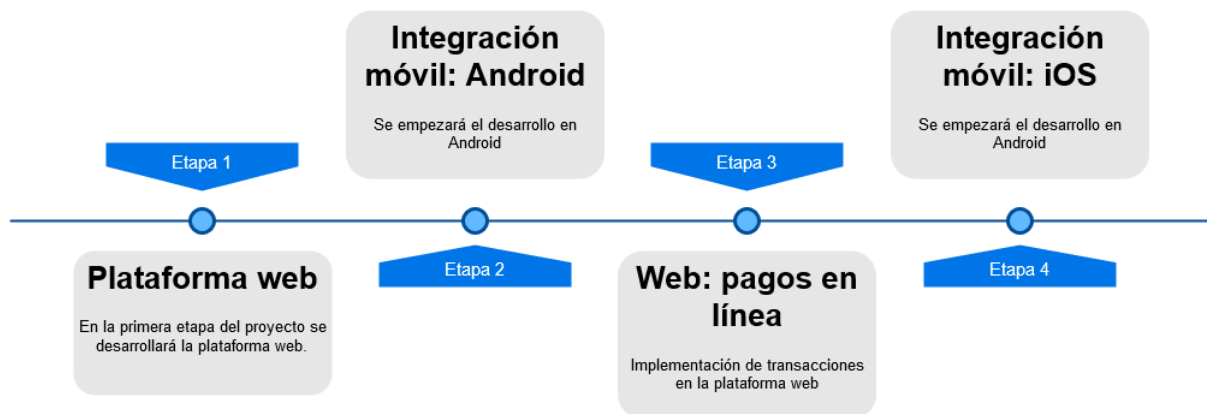 Etapa 1
Plataforma web
En la primera etapa del proyecto se
desarrollará la plataforma web.
Integración
móvil: Android
Se empezará el desarrollo en
Android
Etapa 2
Etapa 3
Web: pagos en
línea
Implementación de transacciones
en la plataforma web
Integración
móvil: iOS
Se empezará el desarrollo en
Android
Etapa 4